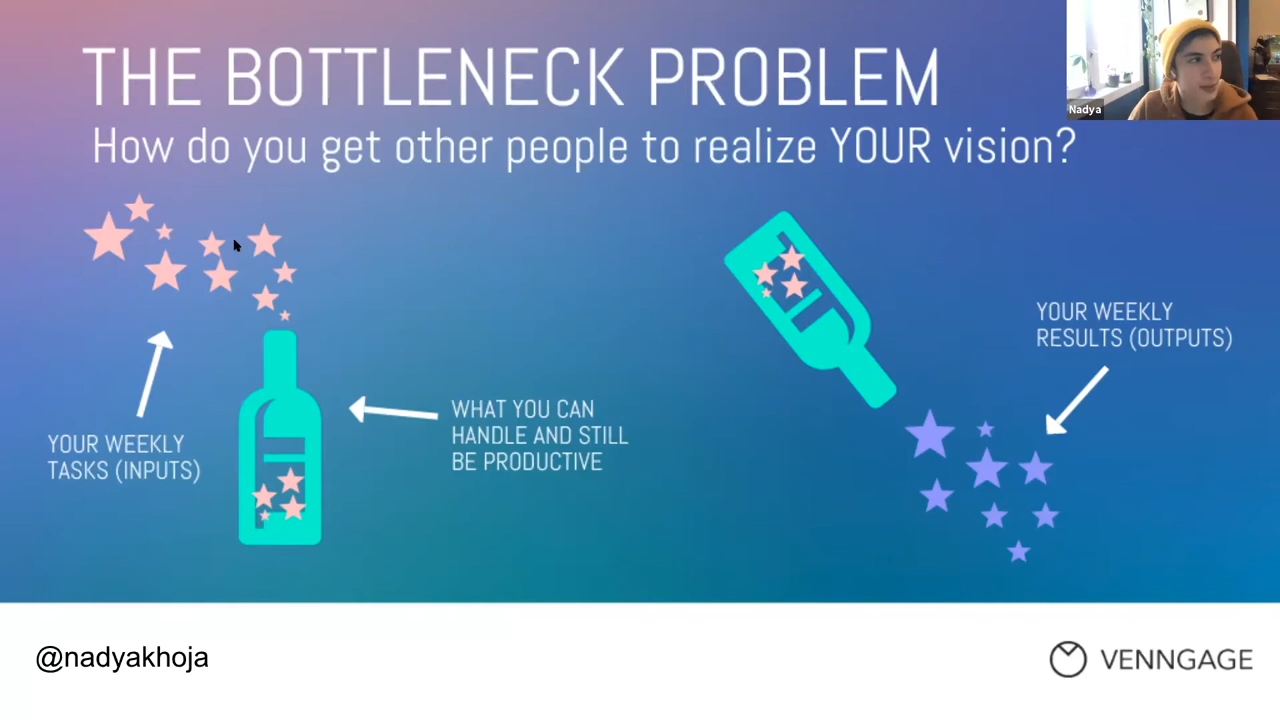 THE BOTTLENECK PROBLEM
How do you get other people to realize YOUR vision?
Nadya
YOUR WEEKLY
TASKS (INPUTS)
WHAT YOU CAN
HANDLE AND STILL
BE PRODUCTIVE
YOUR WEEKLY
RESULTS (OUTPUTS)
@nadyakhoja
VENNGAGE